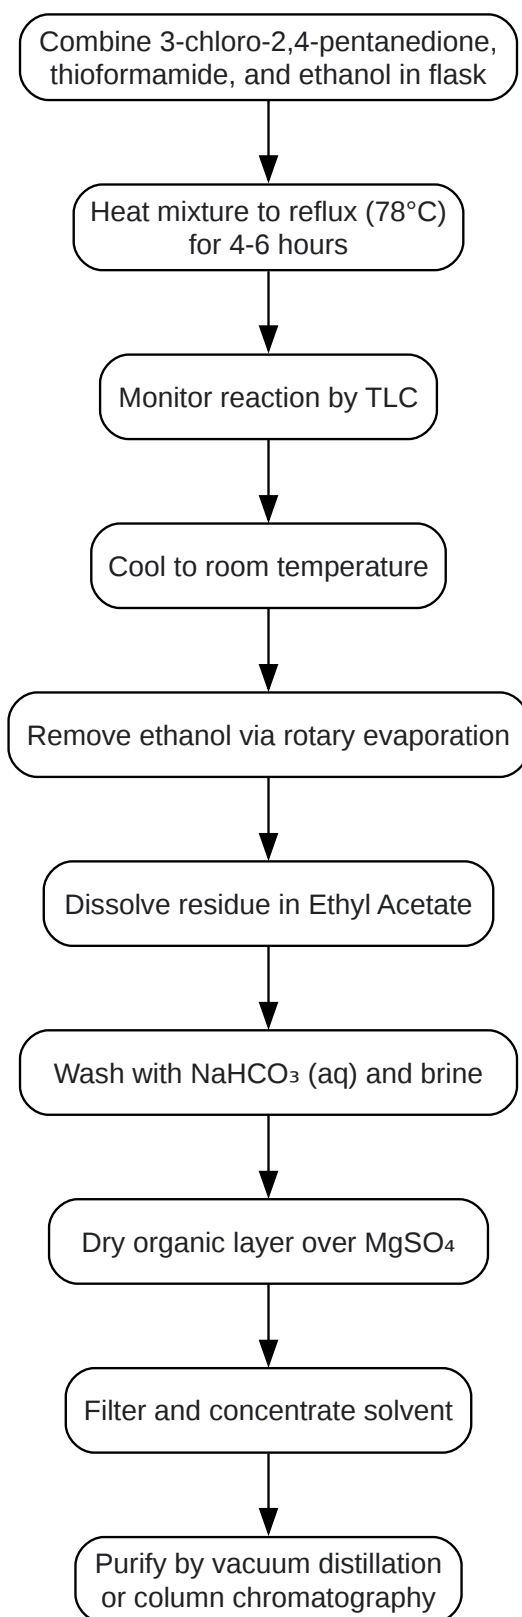 Combine 3-chloro-2,4-pentanedione,
thioformamide, and ethanol in flask
Heat mixture to reflux (78°C)
for 4-6 hours
Monitor reaction by TLC
Cool to room temperature
Remove ethanol via rotary evaporation
Dissolve residue in Ethyl Acetate
Wash with NaHCO₃ (aq) and brine
Dry organic layer over MgSO₄
Filter and concentrate solvent
Purify by vacuum distillation
or column chromatography